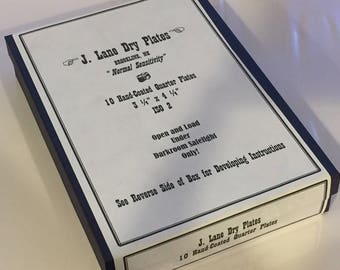 J. Lane Dry Plates
BROOKLINE, NH
"Normal Sensitivity"
10 Hand-Coated Quarter Plates
3 ¼" x 4 ¼"
ISO 2
Open and Load
Under
Darkroom Safelight
Only!
See Reverse Side of Box for Developing Instructions
J. Lane Dry Plates
10 Hand-Coated Quarter Plates